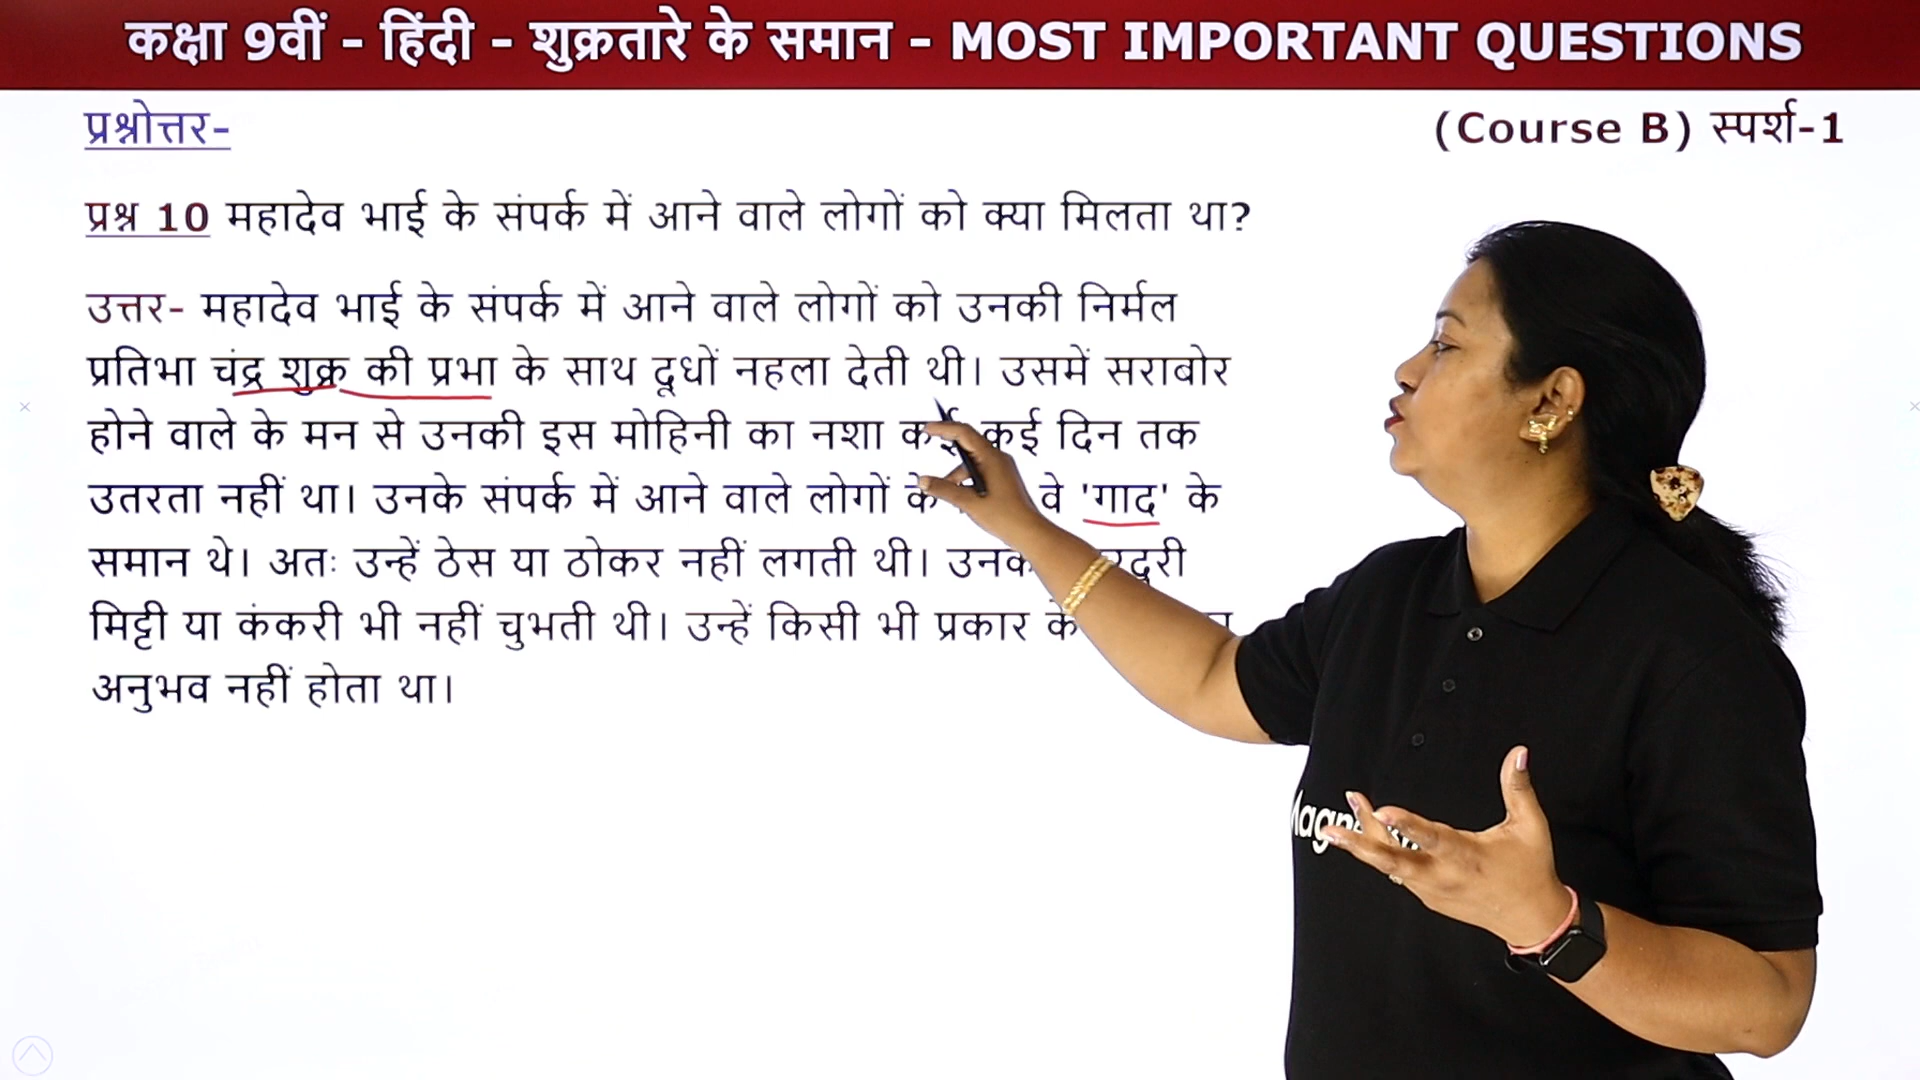 कक्षा 9वीं - हिंदी - शुक्रतारे के समान - MOST IMPORTANT QUESTIONS
प्रश्नोत्तर-
(Course B) स्पर्श-1
प्रश्न 10 महादेव भाई के संपर्क में आने वाले लोगों को क्या मिलता था?
उत्तर- महादेव भाई के संपर्क में आने वाले लोगों को उनकी निर्मल
प्रतिभा चंद्र शुक्र की प्रभा के साथ दूधों नहला देती थी। उसमें सराबोर
होने वाले के मन से उनकी इस मोहिनी का नशा कई कई दिन तक
उतरता नहीं था। उनके संपर्क में आने वाले लोगों के वे 'गाद' के
समान थे। अतः उन्हें ठेस या ठोकर नहीं लगती थी।
मिट्टी या कंकरी भी नहीं चुभती थी। उन्हें किसी भी प्रकार के
अनुभव नहीं होता था।